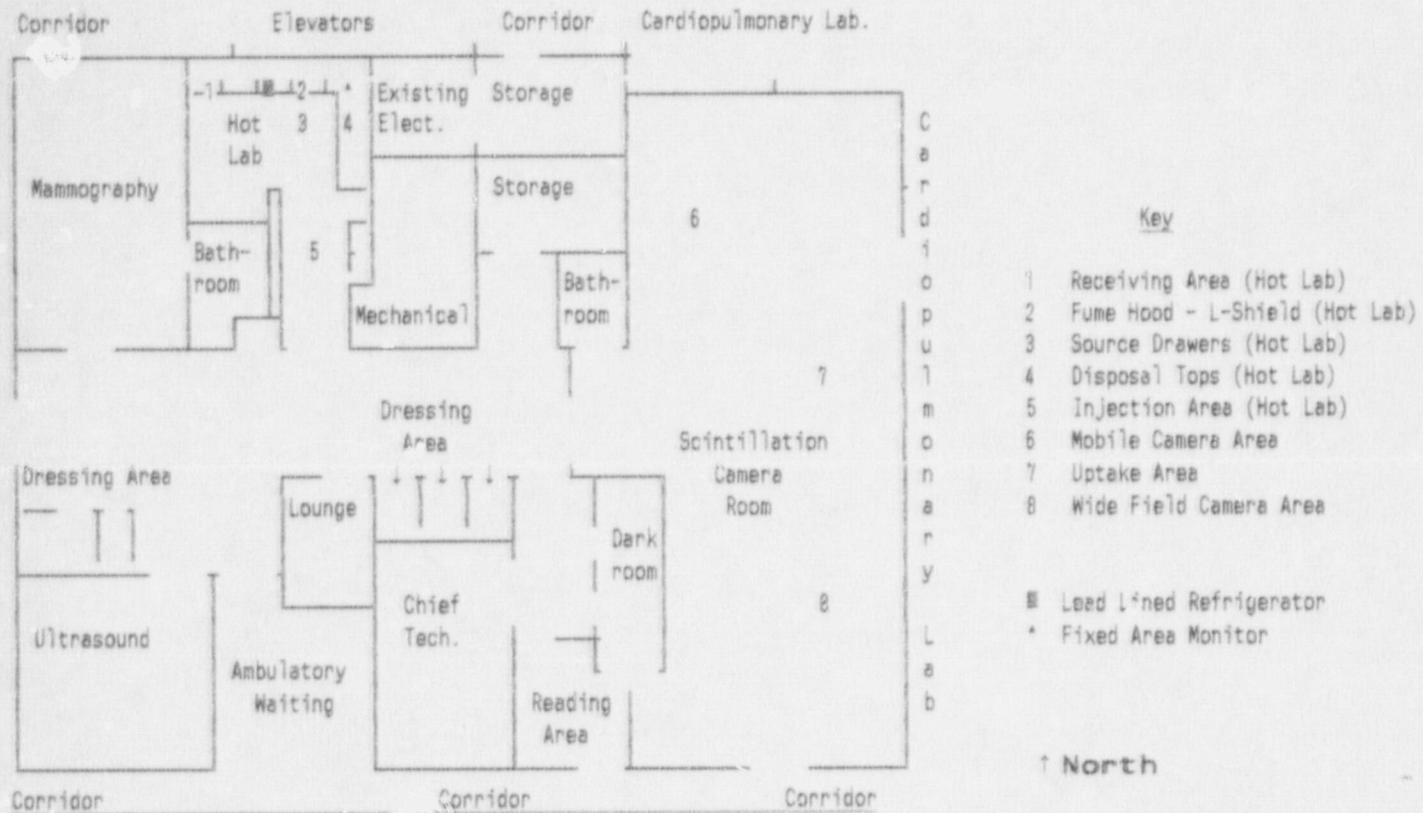 Corridor Elevators Corridor Cardiopulmonary Lab.
1 2 * Existing Storage
Hot 3 4 Elect.
Lab
Mammography Storage
6
Bath- 5
room
Bath-
room
Mechanical
7
Dressing
Area
Scintillation
Camera
Room
Dressing Area
Lounge
Dark
room
Chief
Tech.
8
Ultrasound
Ambulatory
Waiting
Reading
Area
Corridor Corridor Corridor
Cardiopulmonary Lab
Key
1 Receiving Area (Hot Lab)
2 Fume Hood - L-Shield (Hot Lab)
3 Source Drawers (Hot Lab)
4 Disposal Tops (Hot Lab)
5 Injection Area (Hot Lab)
6 Mobile Camera Area
7 Uptake Area
8 Wide Field Camera Area
Lead Lined Refrigerator
* Fixed Area Monitor
↑ North